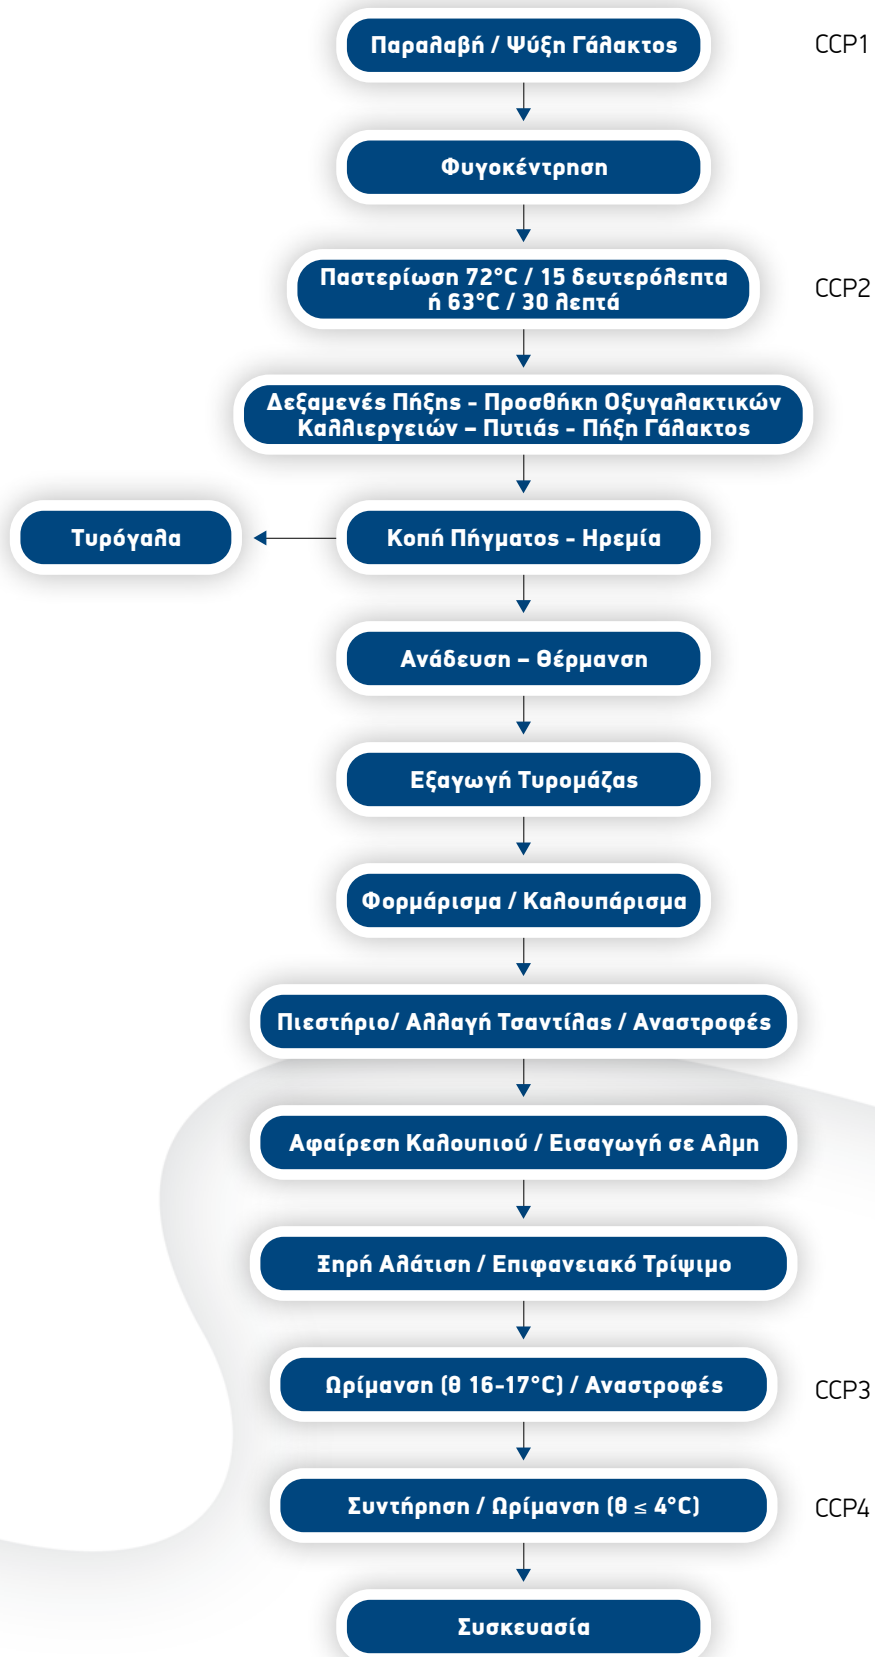 Παραλαβή / Ψύξη Γάλακτος
CCP1
Φυγοκέντρηση
Παστερίωση 72°C / 15 δευτερόλεπτα
ή 63°C / 30 λεπτά
CCP2
Δεξαμενές Πήξης - Προσθήκη Οξυγαλακτικών
Καλλιεργειών – Πυτιάς - Πήξη Γάλακτος
Τυρόγαλα
Κοπή Πήγματος - Ηρεμία
Ανάδευση – Θέρμανση
Εξαγωγή Τυρομάζας
Φορμάρισμα / Καλουπάρισμα
Πιεστήριο/ Αλλαγή Τσαντίλας / Αναστροφές
Αφαίρεση Καλουπιού / Εισαγωγή σε Αλμη
Ξηρή Αλάτιση / Επιφανειακό Τρίψιμο
Ωρίμανση (θ 16-17°C) / Αναστροφές
CCP3
Συντήρηση / Ωρίμανση (θ ≤ 4°C)
CCP4
Συσκευασία